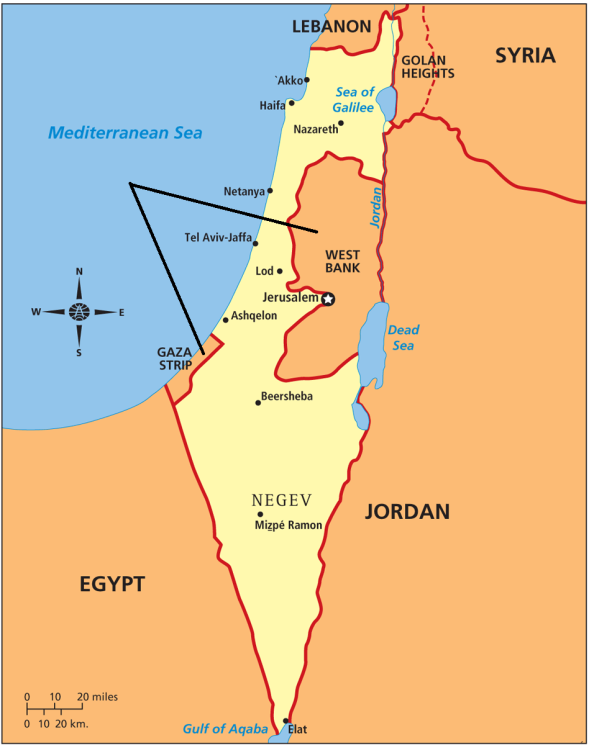 LEBANON
SYRIA
GOLAN
HEIGHTS
`Akko
Sea of
Galilee
Haifa
Nazareth
Mediterranean Sea
Netanya
Jordan
Tel Aviv-Jaffa
WEST
BANK
Lod
N
W
E
S
Jerusalem
Ashqelon
Dead
Sea
GAZA
STRIP
Beersheba
NEGEV
Mizpé Ramon
JORDAN
EGYPT
0 10 20 miles
0 10 20 km.
Gulf of Aqaba
Elat